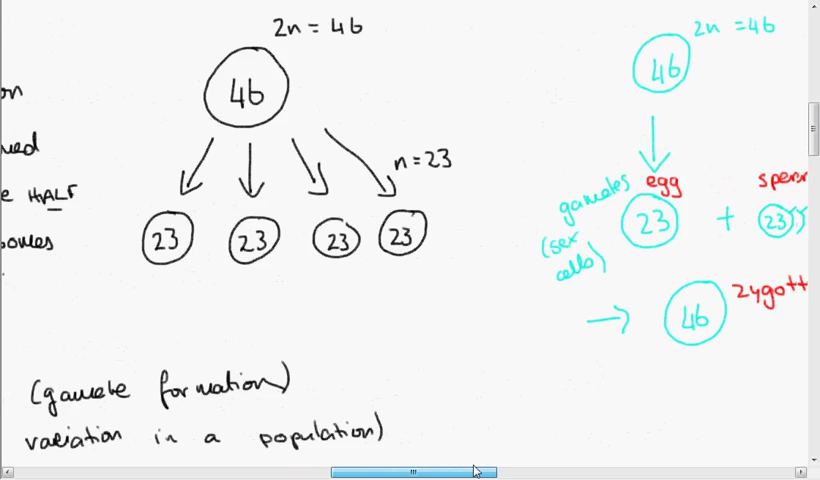 2n = 46
46
n = 23
23 23 23 23
HALF
(gamete formation)
variation in a population)
2n = 46
46
gametes
(sex
cells)
egg
sperm
23 + 23
→ 46 zygott